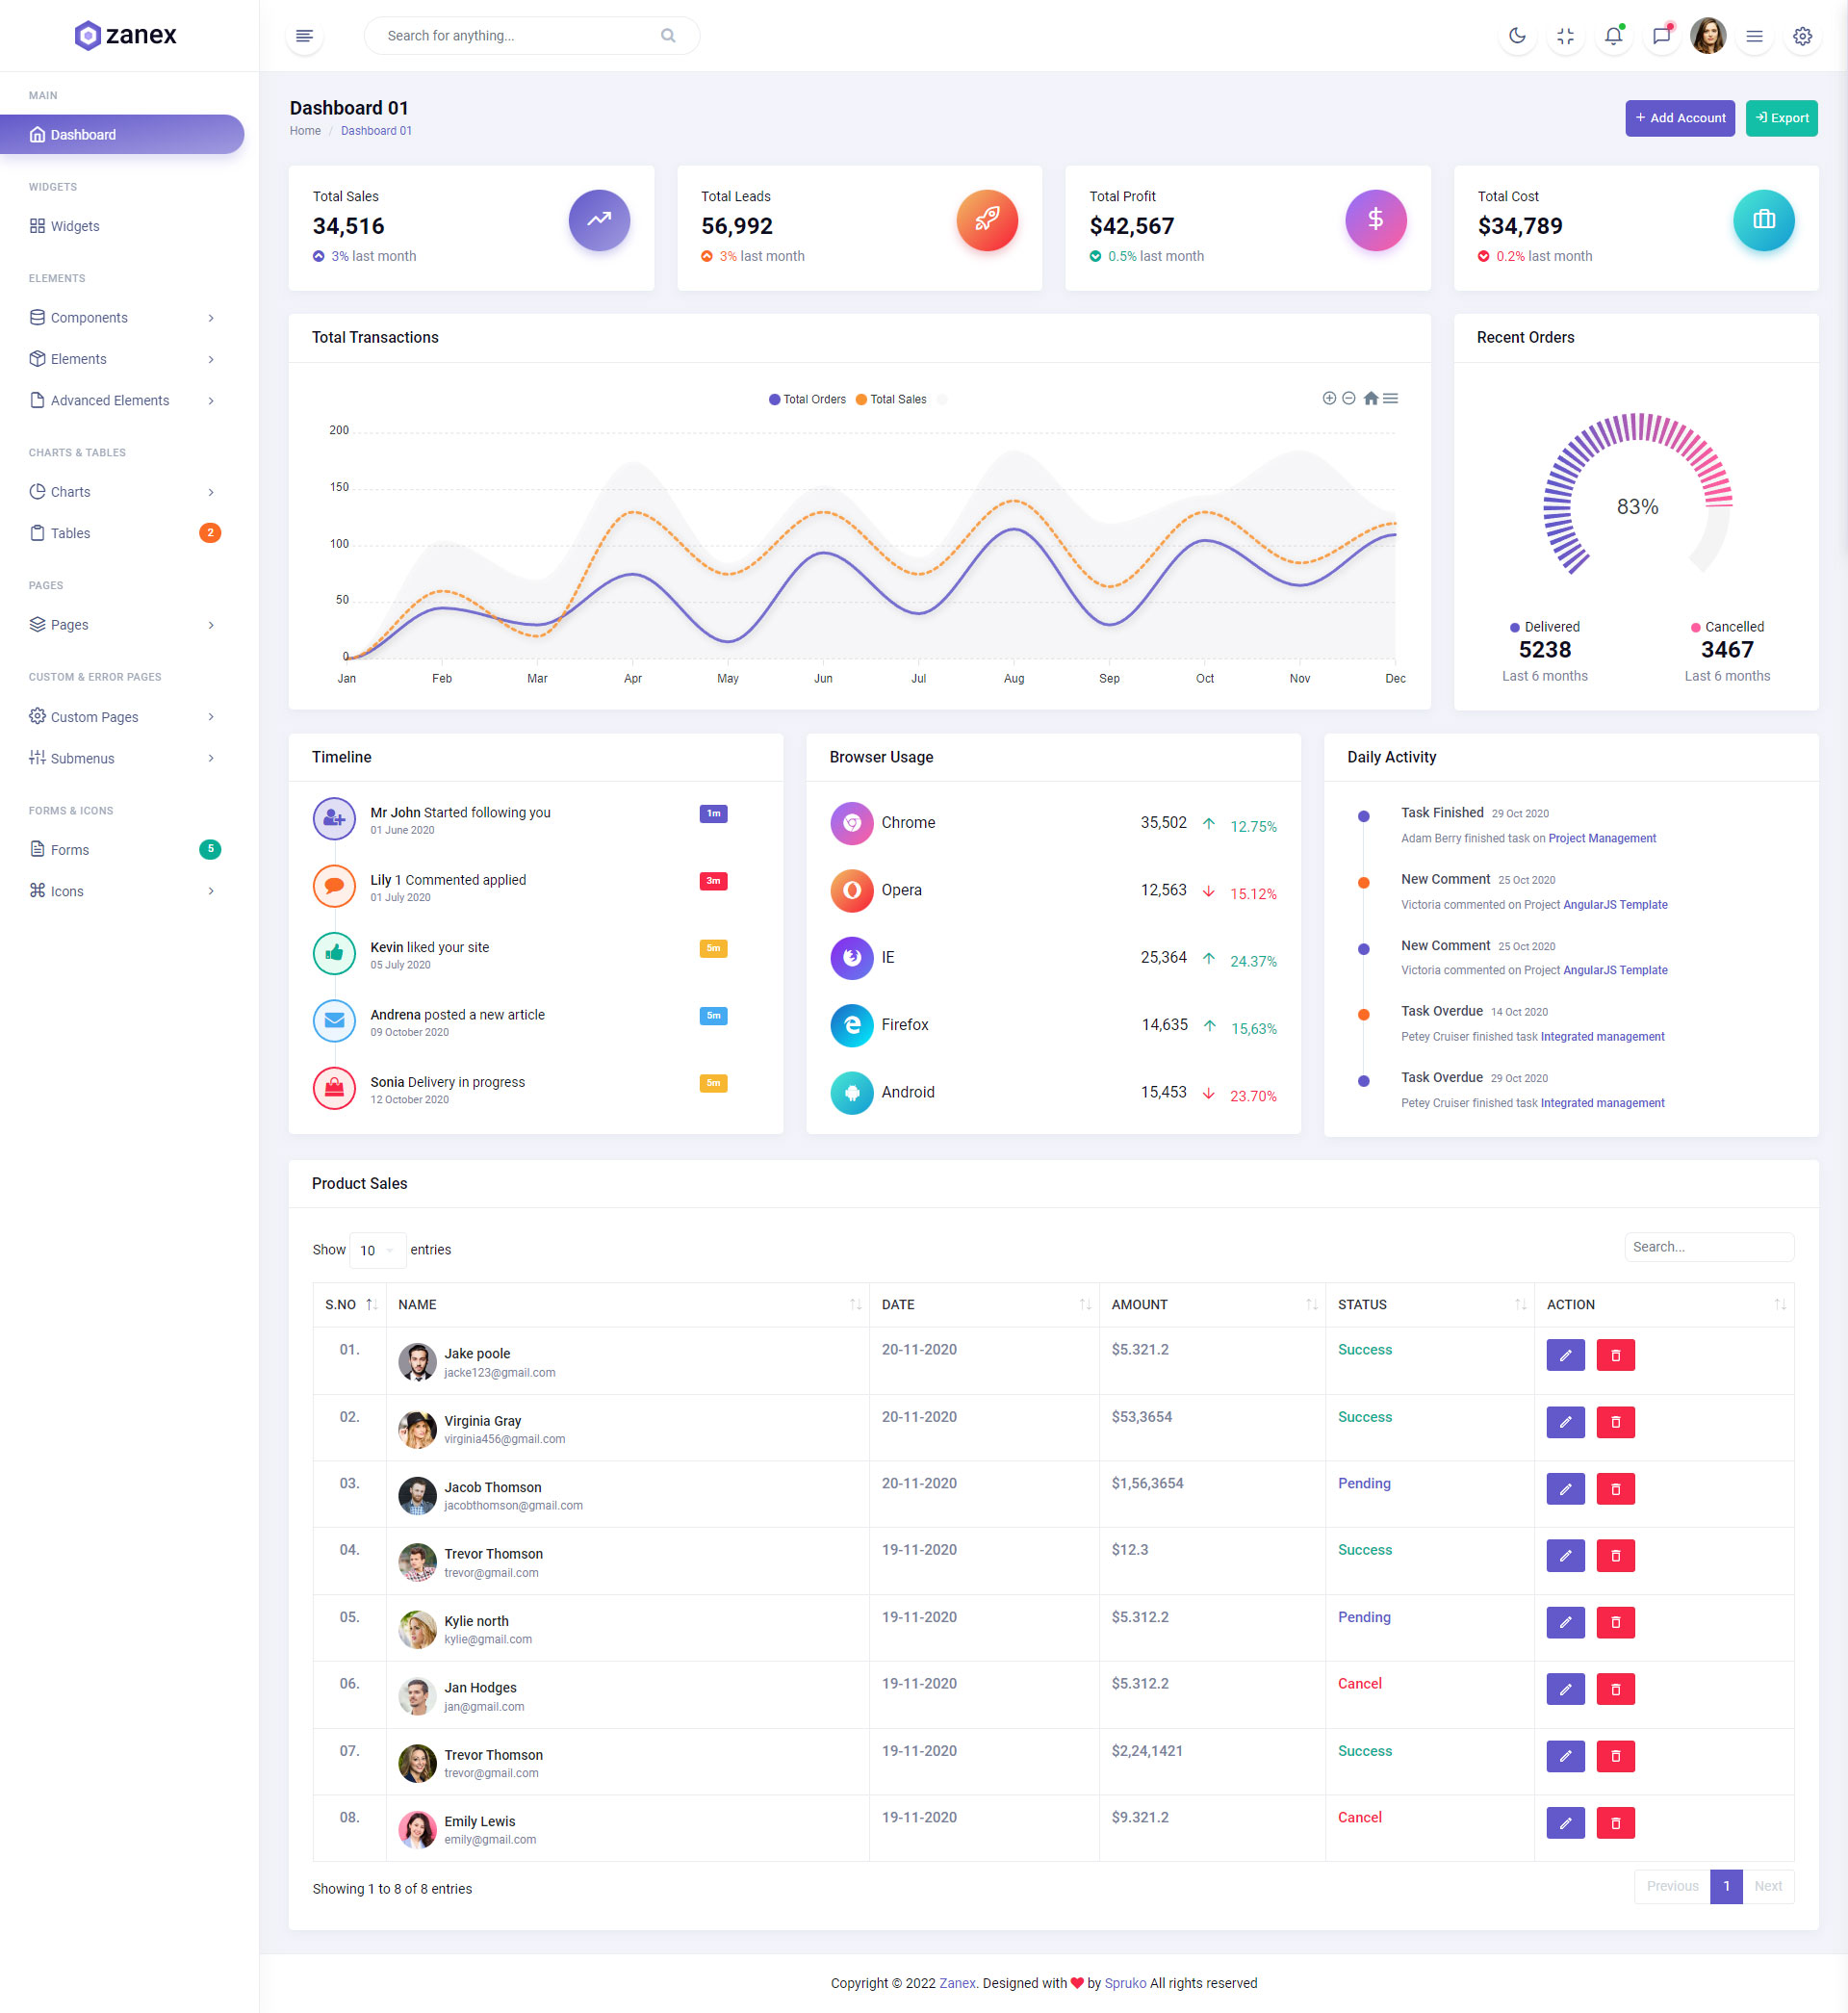 zanex
Search for anything...
MAIN
Dashboard
WIDGETS
Widgets
ELEMENTS
Components
Elements
Advanced Elements
CHARTS & TABLES
Charts
Tables 2
PAGES
Pages
CUSTOM & ERROR PAGES
Custom Pages
Submenus
FORMS & ICONS
Forms 5
Icons
Dashboard 01
Home / Dashboard 01
+ Add Account
Export
Total Sales
34,516
3% last month
Total Leads
56,992
3% last month
Total Profit
$42,567
0.5% last month
Total Cost
$34,789
0.2% last month
Total Transactions
Total Orders Total Sales
200
150
100
50
0
Jan Feb Mar Apr May Jun Jul Aug Sep Oct Nov Dec
Recent Orders
83%
Delivered
5238
Last 6 months
Cancelled
3467
Last 6 months
Timeline
Mr John Started following you 1m
01 June 2020
Lily 1 Commented applied 3m
01 July 2020
Kevin liked your site 5m
05 July 2020
Andrena posted a new article 5m
09 October 2020
Sonia Delivery in progress 5m
12 October 2020
Browser Usage
Chrome 35,502 12.75%
Opera 12,563 15.12%
IE 25,364 24.37%
Firefox 14,635 15,63%
Android 15,453 23.70%
Daily Activity
Task Finished 29 Oct 2020
Adam Berry finished task on Project Management
New Comment 25 Oct 2020
Victoria commented on Project AngularJS Template
New Comment 25 Oct 2020
Victoria commented on Project AngularJS Template
Task Overdue 14 Oct 2020
Petey Cruiser finished task Integrated management
Task Overdue 29 Oct 2020
Petey Cruiser finished task Integrated management
Product Sales
Show 10 entries
Search...
S.NO NAME DATE AMOUNT STATUS ACTION
01. Jake poole 20-11-2020 $5.321.2 Success
jacke123@gmail.com
02. Virginia Gray 20-11-2020 $53,3654 Success
virginia456@gmail.com
03. Jacob Thomson 20-11-2020 $1,56,3654 Pending
jacobthomson@gmail.com
04. Trevor Thomson 19-11-2020 $12.3 Success
trevor@gmail.com
05. Kylie north 19-11-2020 $5.312.2 Pending
kylie@gmail.com
06. Jan Hodges 19-11-2020 $5.312.2 Cancel
jan@gmail.com
07. Trevor Thomson 19-11-2020 $2,24,1421 Success
trevor@gmail.com
08. Emily Lewis 19-11-2020 $9.321.2 Cancel
emily@gmail.com
Showing 1 to 8 of 8 entries
Previous 1 Next
Copyright © 2022 Zanex. Designed with ❤ by Spruko All rights reserved